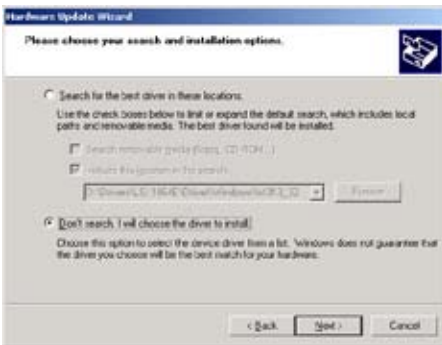 Hardware Update Wizard
Please choose your search and installation options.
Search for the best driver in these locations.
Use the check boxes below to limit or expand the default search, which includes local
paths and removable media. The best driver found will be installed.
Search removable media (floppy, CD-ROM...)
Include this location in the search:
Browse
Don't search. I will choose the driver to install.
Choose this option to select the device driver from a list. Windows does not guarantee that
the driver you choose will be the best match for your hardware.
< Back
Next >
Cancel